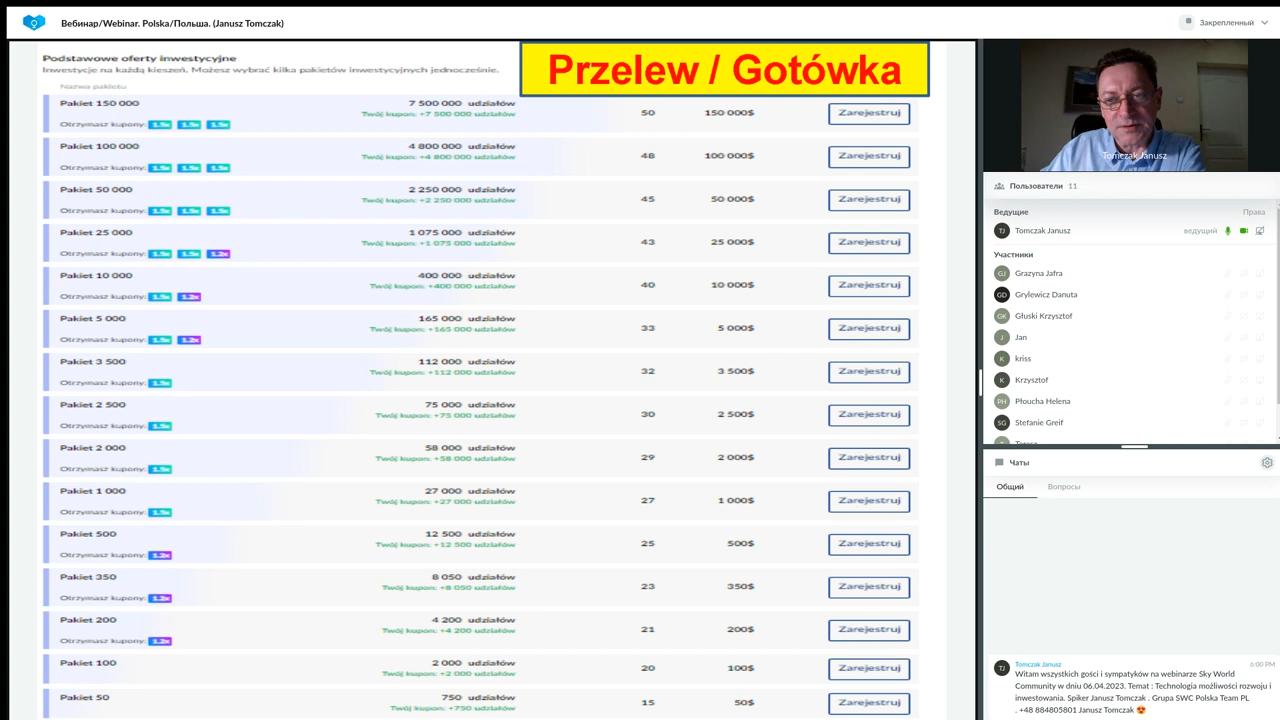 Вебинар/Webinar. Polska/Польша. (Janusz Tomczak)
Закрепленный
Podstawowe oferty inwestycyjne
Inwestycje na każdą kieszeń. Możesz wybrać kilka pakietów inwestycyjnych jednocześnie.
Nazwa pakietu
Przelew / Gotówka
Pakiet 150 000 7 500 000 udziałów 50 150 000$ Zarejestruj
Twój kupon: +7 500 000 udziałów
Otrzymasz kupony: 1.5x 1.5x 1.5x
Pakiet 100 000 4 800 000 udziałów 48 100 000$ Zarejestruj
Twój kupon: +4 800 000 udziałów
Otrzymasz kupony: 1.5x 1.5x 1.5x
Pakiet 50 000 2 250 000 udziałów 45 50 000$ Zarejestruj
Twój kupon: +2 250 000 udziałów
Otrzymasz kupony: 1.5x 1.5x 1.5x
Pakiet 25 000 1 075 000 udziałów 43 25 000$ Zarejestruj
Twój kupon: +1 075 000 udziałów
Otrzymasz kupony: 1.5x 1.5x 1.2x
Pakiet 10 000 400 000 udziałów 40 10 000$ Zarejestruj
Twój kupon: +400 000 udziałów
Otrzymasz kupony: 1.5x 1.2x
Pakiet 5 000 165 000 udziałów 33 5 000$ Zarejestruj
Twój kupon: +165 000 udziałów
Otrzymasz kupony: 1.5x 1.2x
Pakiet 3 500 112 000 udziałów 32 3 500$ Zarejestruj
Twój kupon: +112 000 udziałów
Otrzymasz kupony: 1.5x
Pakiet 2 500 75 000 udziałów 30 2 500$ Zarejestruj
Twój kupon: +75 000 udziałów
Otrzymasz kupony: 1.5x
Pakiet 2 000 58 000 udziałów 29 2 000$ Zarejestruj
Twój kupon: +58 000 udziałów
Otrzymasz kupony: 1.5x
Pakiet 1 000 27 000 udziałów 27 1 000$ Zarejestruj
Twój kupon: +27 000 udziałów
Otrzymasz kupony: 1.5x
Pakiet 500 12 500 udziałów 25 500$ Zarejestruj
Twój kupon: +12 500 udziałów
Otrzymasz kupony: 1.2x
Pakiet 350 8 050 udziałów 23 350$ Zarejestruj
Twój kupon: +8 050 udziałów
Otrzymasz kupony: 1.2x
Pakiet 200 4 200 udziałów 21 200$ Zarejestruj
Twój kupon: +4 200 udziałów
Otrzymasz kupony: 1.2x
Pakiet 100 2 000 udziałów 20 100$ Zarejestruj
Twój kupon: +2 000 udziałów
Pakiet 50 750 udziałów 15 50$ Zarejestruj
Twój kupon: +750 udziałów
Tomczak Janusz
Пользователи 11
Ведущие Права
TJ Tomczak Janusz ведущий
Участники
GJ Grazyna Jafra
GD Grylewicz Danuta
GK Głuski Krzysztof
J Jan
K kriss
K Krzysztof
PH Płoucha Helena
SG Stefanie Greif
Чаты
Общий Вопросы
TJ Tomczak Janusz 6:00 PM
Witam wszystkich gości i sympatyków na webinarze Sky World
Community w dniu 06.04.2023. Temat : Technologia możliwości rozwoju i
inwestowania. Spiker Janusz Tomczak . Grupa SWC Polska Team PL
. +48 884805801 Janusz Tomczak 😍